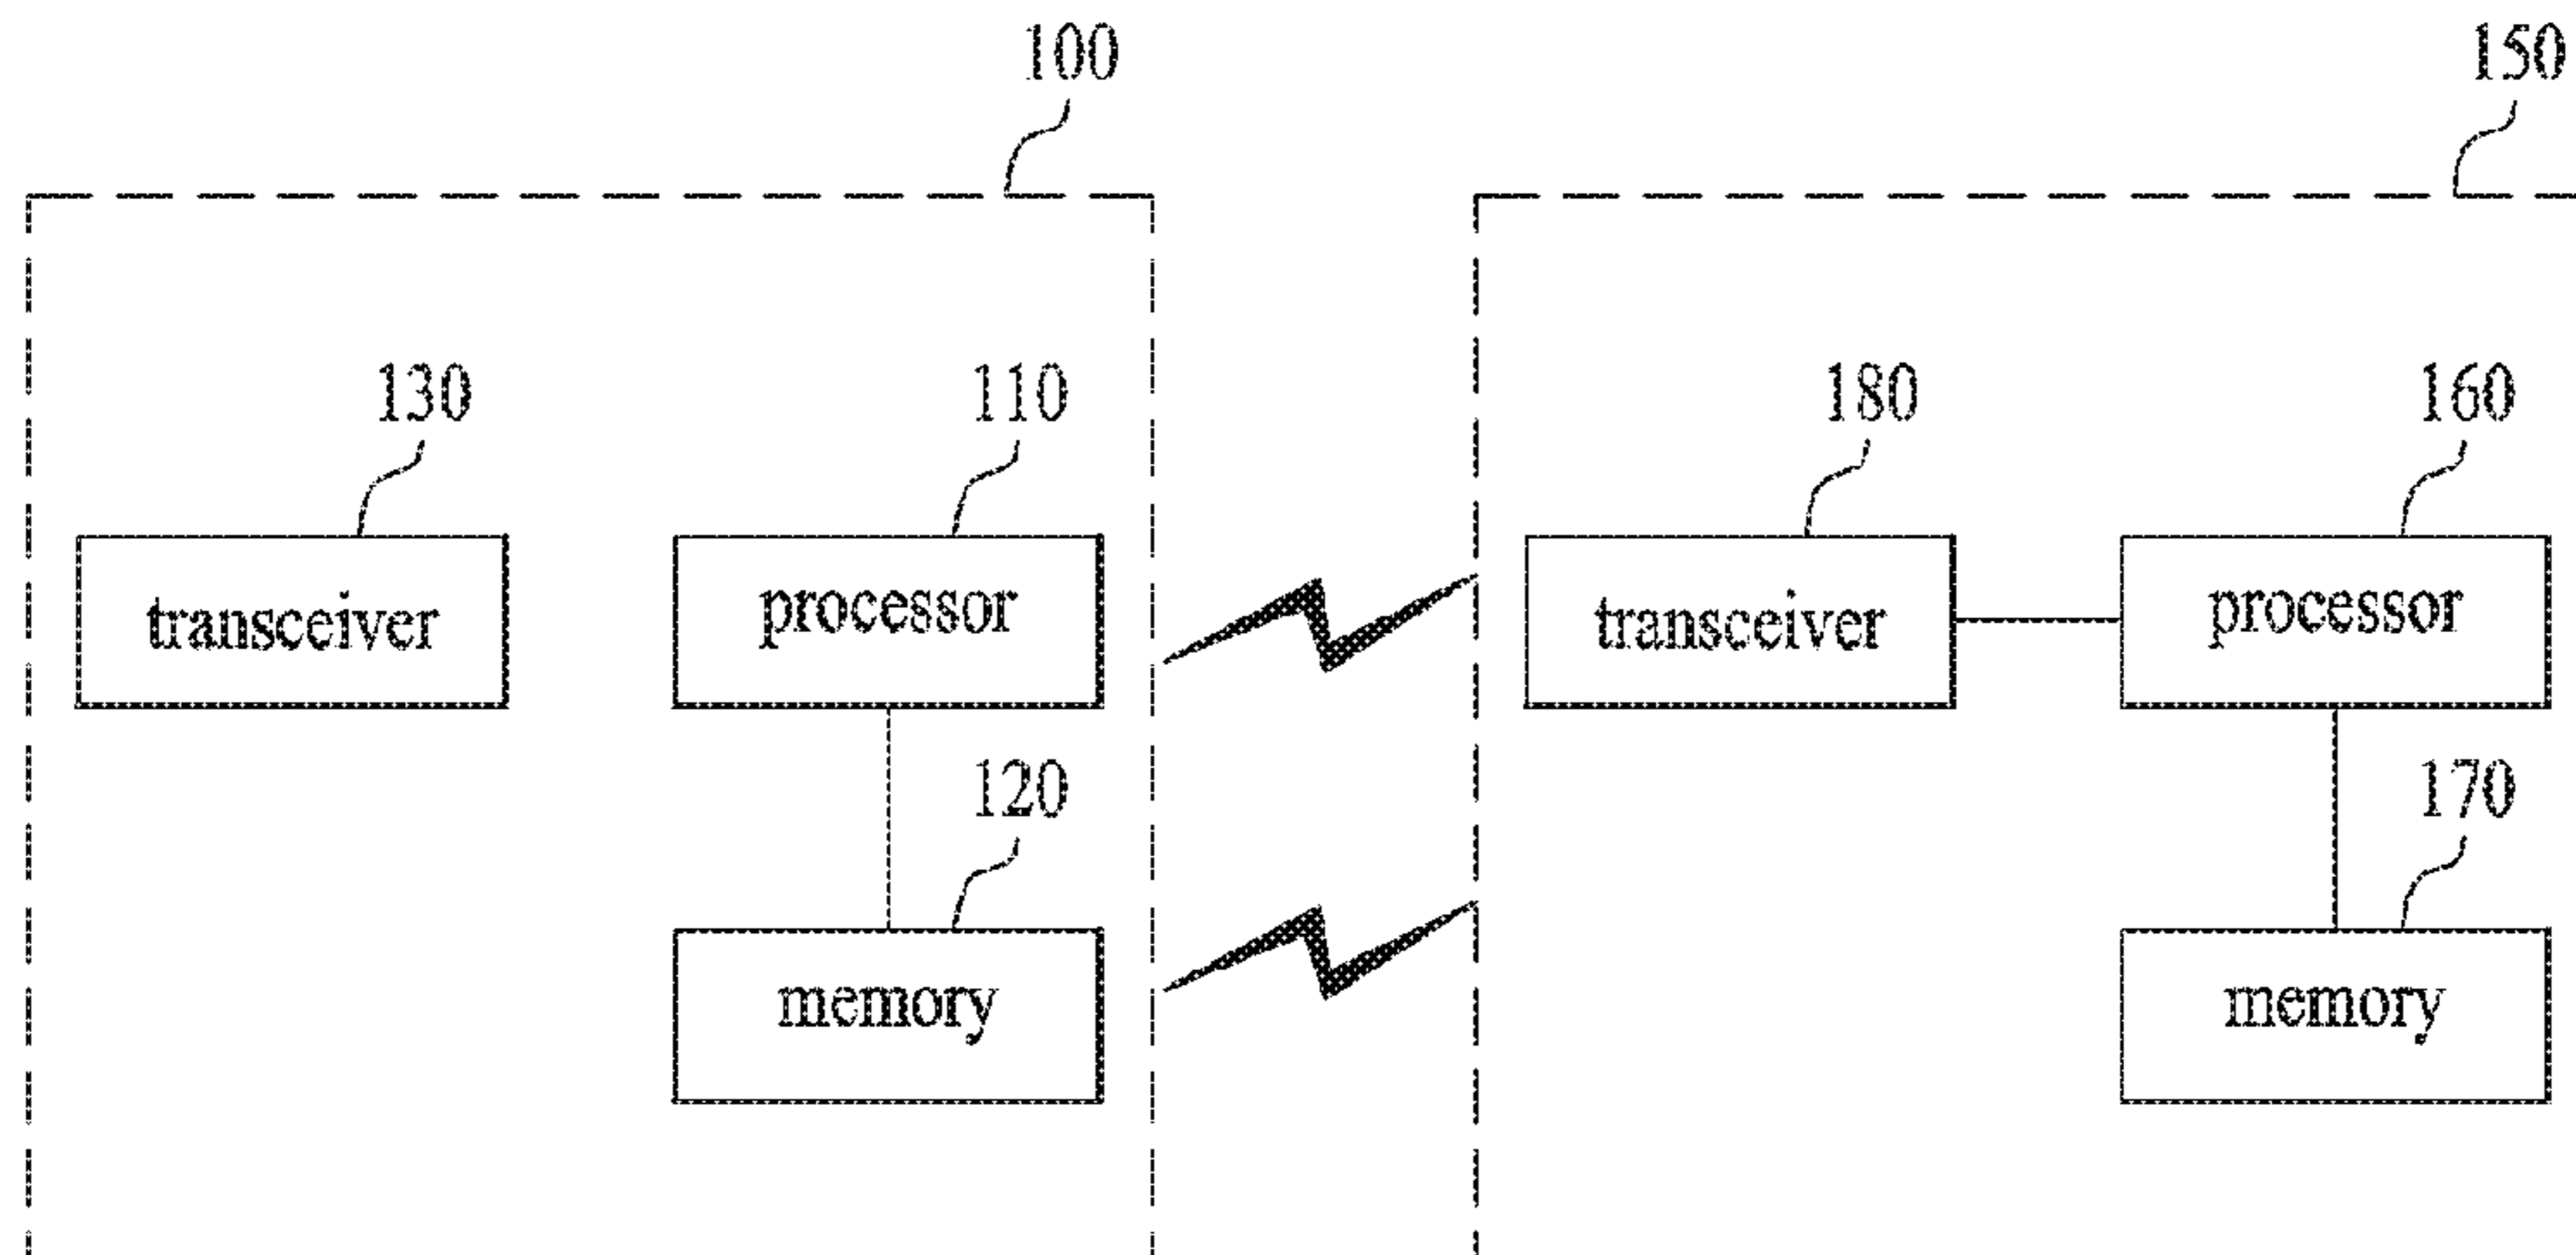 100 150
130 110 180 160
transceiver processor transceiver processor
120 170
memory memory